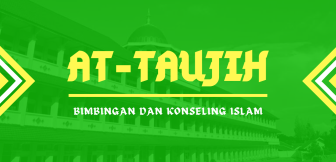 AT-TAUJIH
BIMBINGAN DAN KONSELING ISLAM